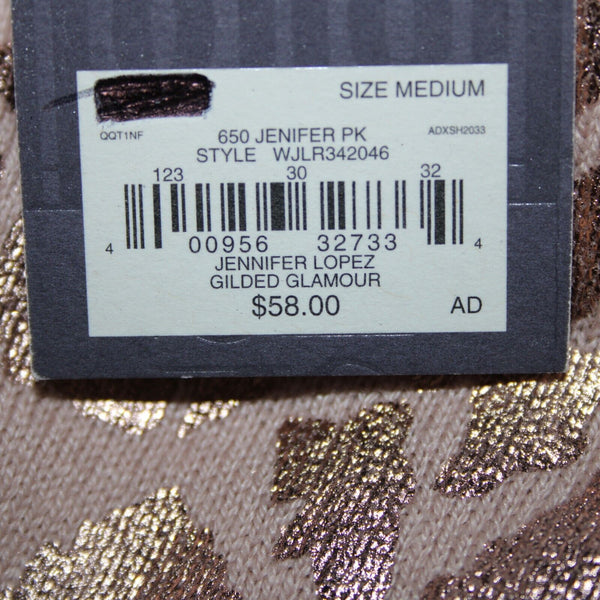 SIZE MEDIUM
QQT1NF 650 JENIFER PK ADXSH2033
STYLE WJLR342046
123 30 32
4 00956 32733 4
JENNIFER LOPEZ
GILDED GLAMOUR
$58.00 AD